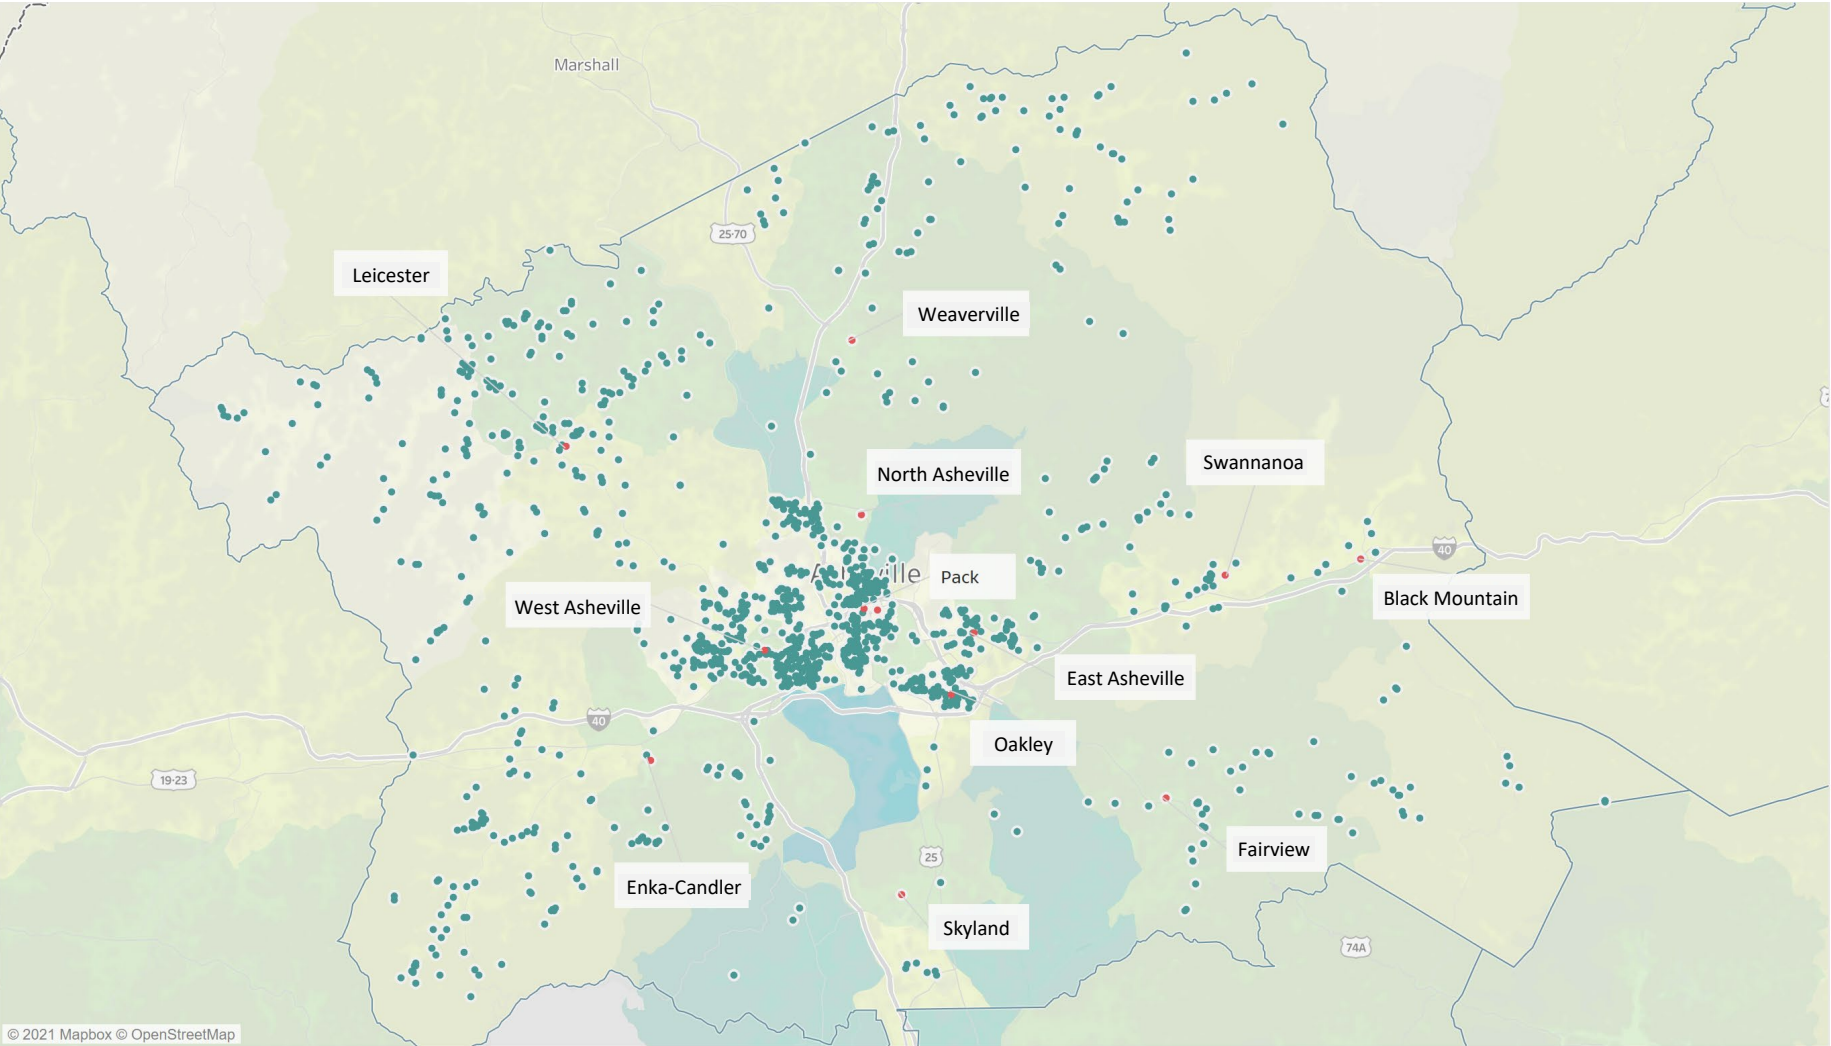 Marshall
25-70
Leicester
Weaverville
North Asheville
Swannanoa
40
Pack
Black Mountain
West Asheville
East Asheville
40
Oakley
19-23
25
Fairview
Enka-Candler
Skyland
74A
© 2021 Mapbox © OpenStreetMap